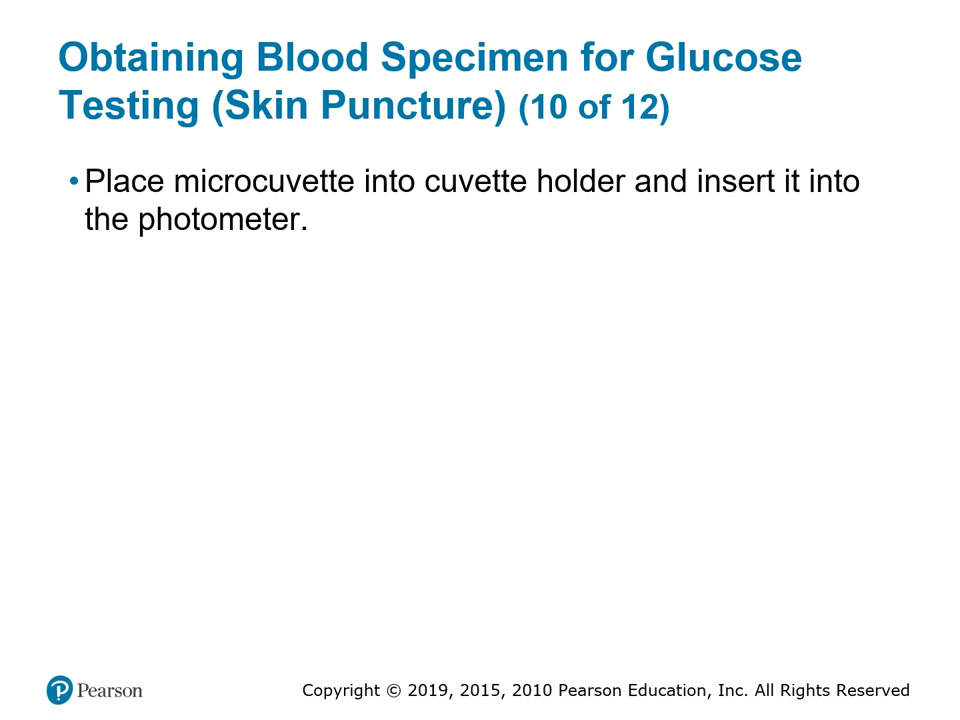 Obtaining Blood Specimen for Glucose
Testing (Skin Puncture) (10 of 12)
• Place microcuvette into cuvette holder and insert it into
the photometer.
Pearson
Copyright © 2019, 2015, 2010 Pearson Education, Inc. All Rights Reserved